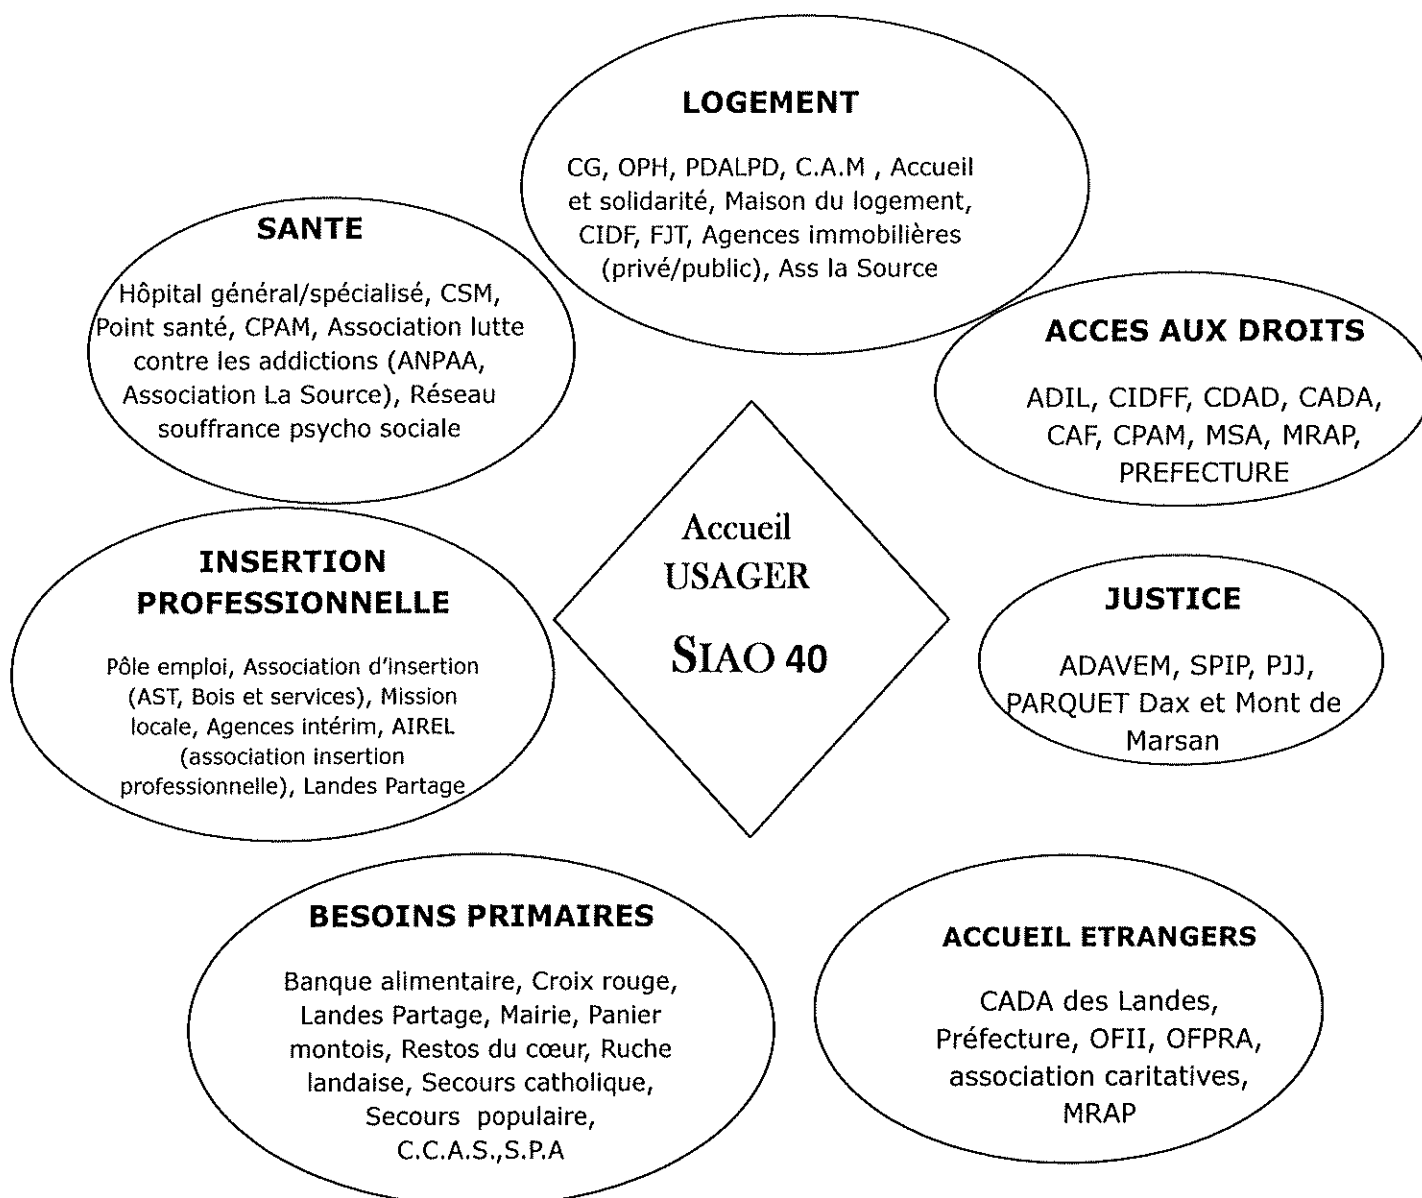 LOGEMENT
CG, OPH, PDALPD, C.A.M , Accueil
et solidarité, Maison du logement,
CIDF, FJT, Agences immobilières
(privé/public), Ass la Source
SANTE
Hôpital général/spécialisé, CSM,
Point santé, CPAM, Association lutte
contre les addictions (ANPAA,
Association La Source), Réseau
souffrance psycho sociale
ACCES AUX DROITS
ADIL, CIDFF, CDAD, CADA,
CAF, CPAM, MSA, MRAP,
PREFECTURE
Accueil
USAGER
SIAO 40
INSERTION
PROFESSIONNELLE
Pôle emploi, Association d'insertion
(AST, Bois et services), Mission
locale, Agences intérim, AIREL
(association insertion
professionnelle), Landes Partage
JUSTICE
ADAVEM, SPIP, PJJ,
PARQUET Dax et Mont de
Marsan
BESOINS PRIMAIRES
Banque alimentaire, Croix rouge,
Landes Partage, Mairie, Panier
montois, Restos du cœur, Ruche
landaise, Secours catholique,
Secours populaire,
C.C.A.S.,S.P.A
ACCUEIL ETRANGERS
CADA des Landes,
Préfecture, OFII, OFPRA,
association caritatives,
MRAP